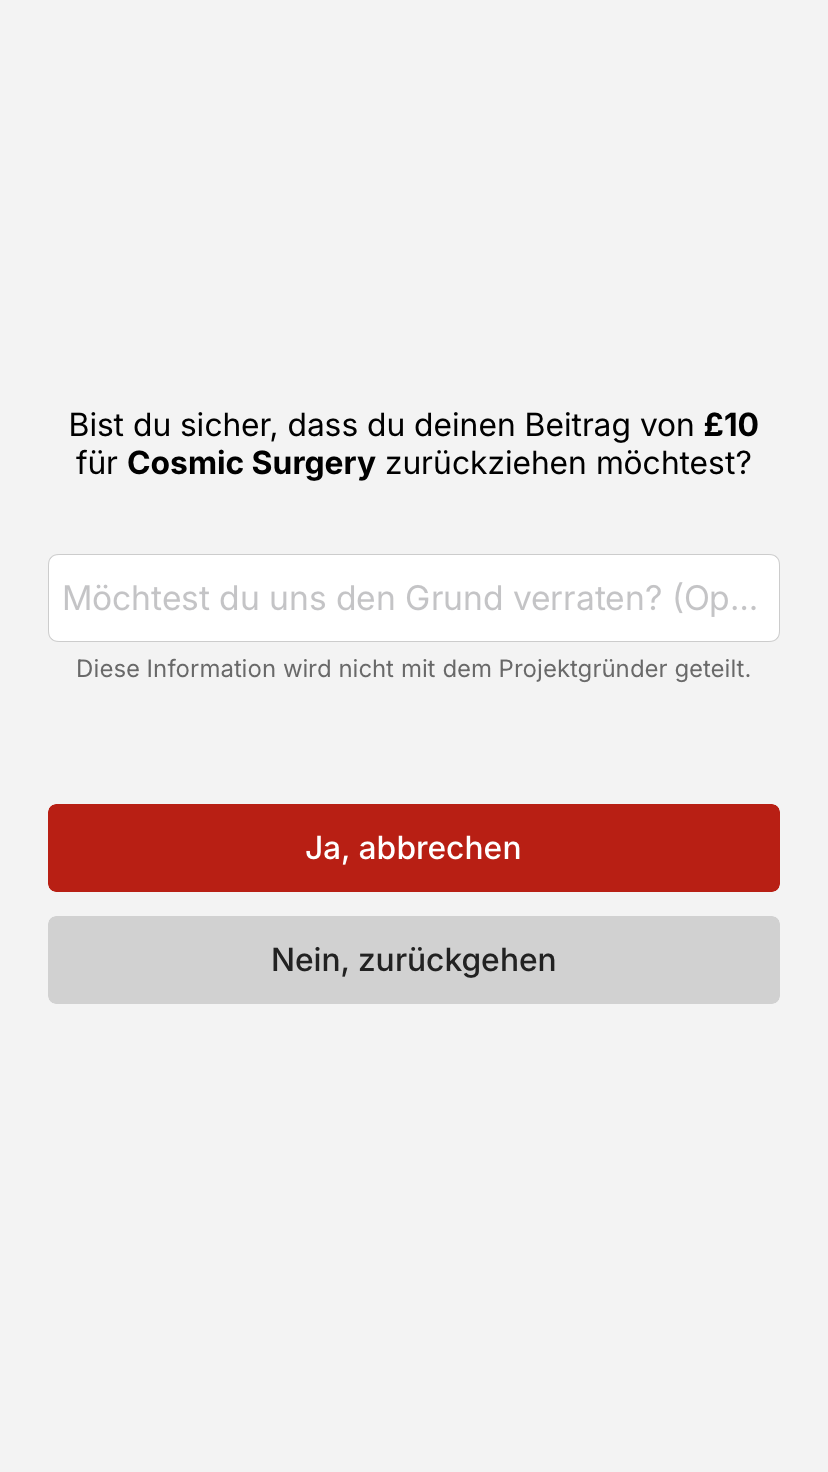 Bist du sicher, dass du deinen Beitrag von £10
für Cosmic Surgery zurückziehen möchtest?
Möchtest du uns den Grund verraten? (Op...
Diese Information wird nicht mit dem Projektgründer geteilt.
Ja, abbrechen
Nein, zurückgehen